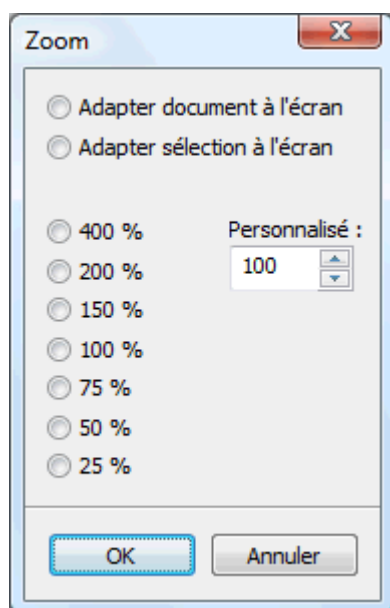 Zoom
Adapter document à l'écran
Adapter sélection à l'écran
400 %
Personnalisé :
200 %
100
150 %
100 %
75 %
50 %
25 %
OK
Annuler